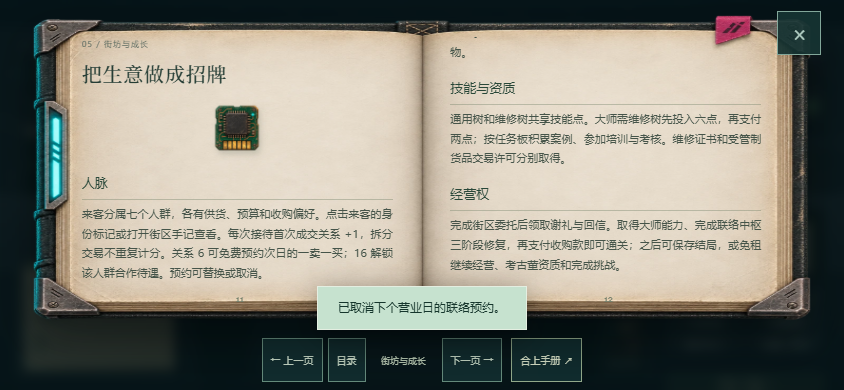 05 / 街坊与成长
把生意做成招牌
人脉
来客分属七个人群，各有供货、预算和收购偏好。点击来客的身
份标记或打开街区手记查看。每次接待首次成交关系 +1，拆分
交易不重复计分。关系 6 可免费预约次日的一卖一买；16 解锁
该人群合作待遇。预约可替换或取消。
11
物。
技能与资质
通用树和维修树共享技能点。大师需维修树先投入六点，再支付
两点；按任务板积累案例、参加培训与考核。维修证书和受管制
货品交易许可分别取得。
经营权
完成街区委托后领取谢礼与回信。取得大师能力、完成联络中枢
三阶段修复，再支付收购款即可通关；之后可保存结局，或免租
继续经营、考古董资质和完成挑战。
12
×
已取消下个营业日的联络预约。
← 上一页
目录
街坊与成长
下一页 →
合上手册 ↗